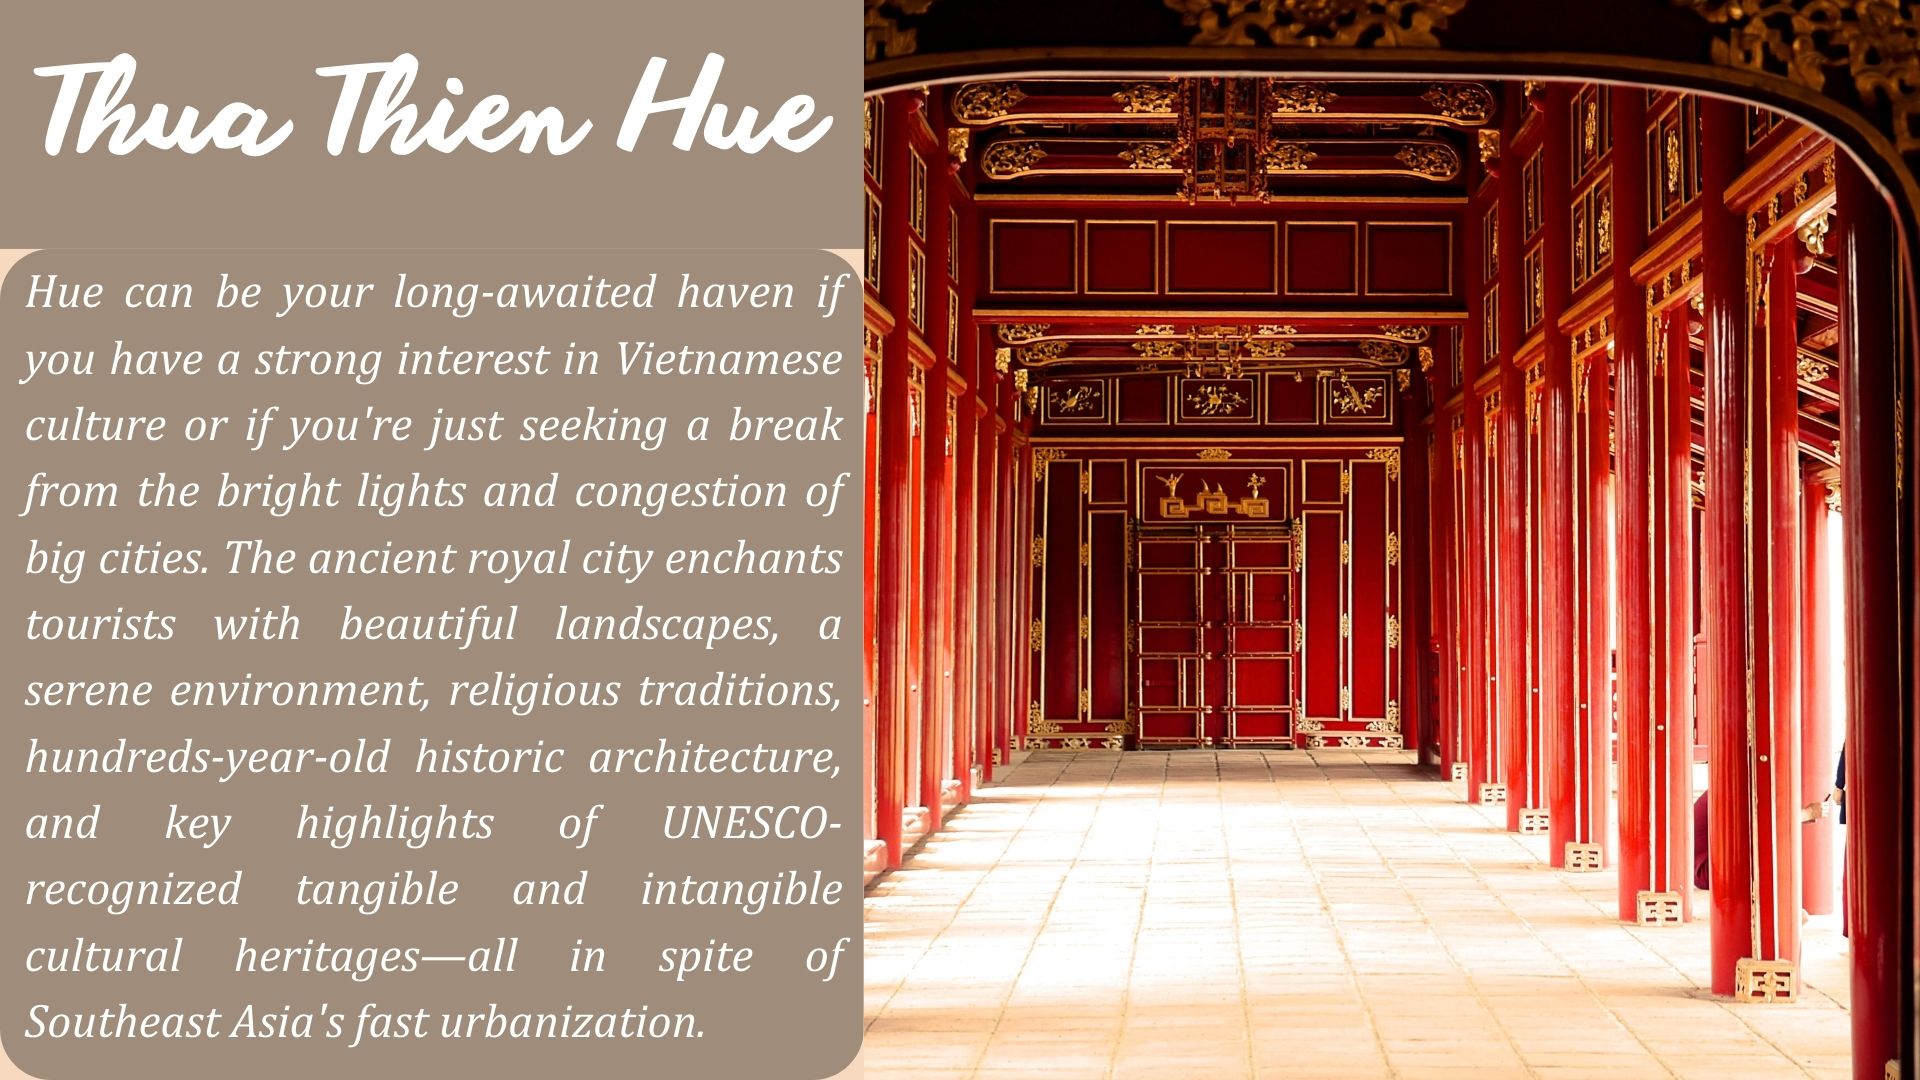 Thua Thien Hue
Hue can be your long-awaited haven if
you have a strong interest in Vietnamese
culture or if you're just seeking a break
from the bright lights and congestion of
big cities. The ancient royal city enchants
tourists with beautiful landscapes, a
serene environment, religious traditions,
hundreds-year-old historic architecture,
and key highlights of UNESCO-
recognized tangible and intangible
cultural heritages—all in spite of
Southeast Asia's fast urbanization.